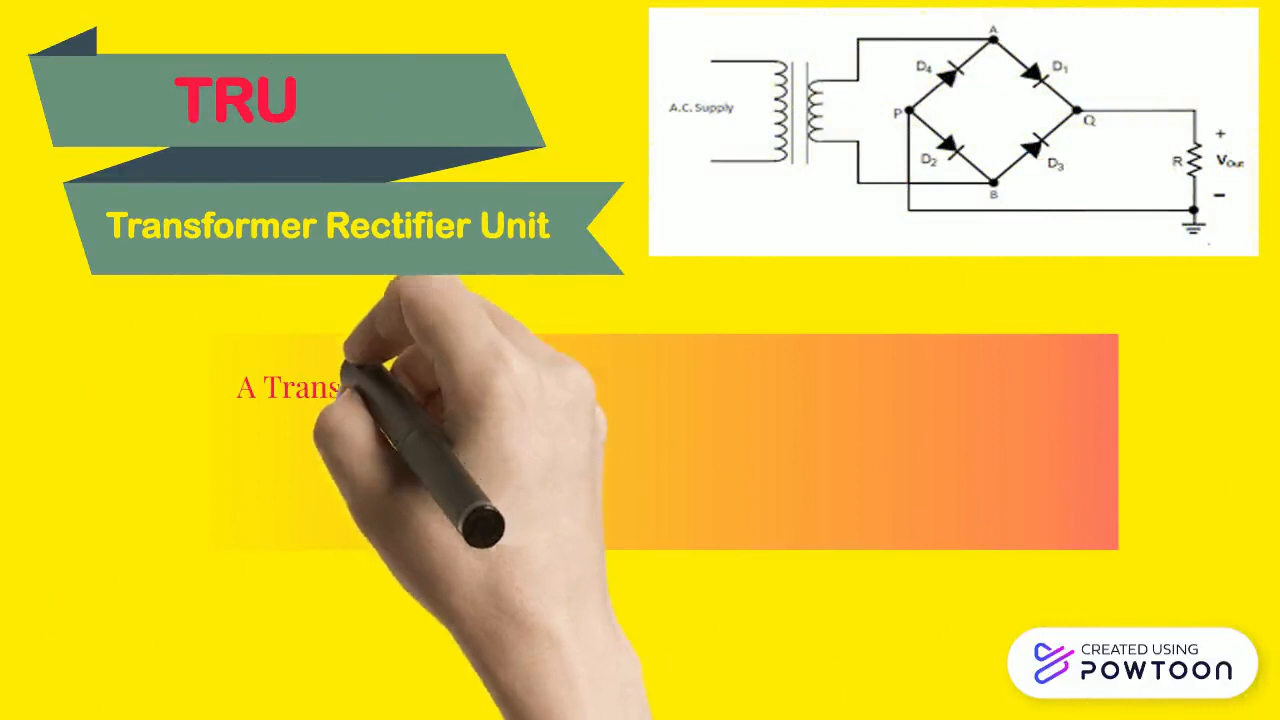 TRU
Transformer Rectifier Unit
A
D4
D1
A.C. Supply
P
Q
+
D2
D3
R
VOut
B
−
A Trans
CREATED USING
POWTOON